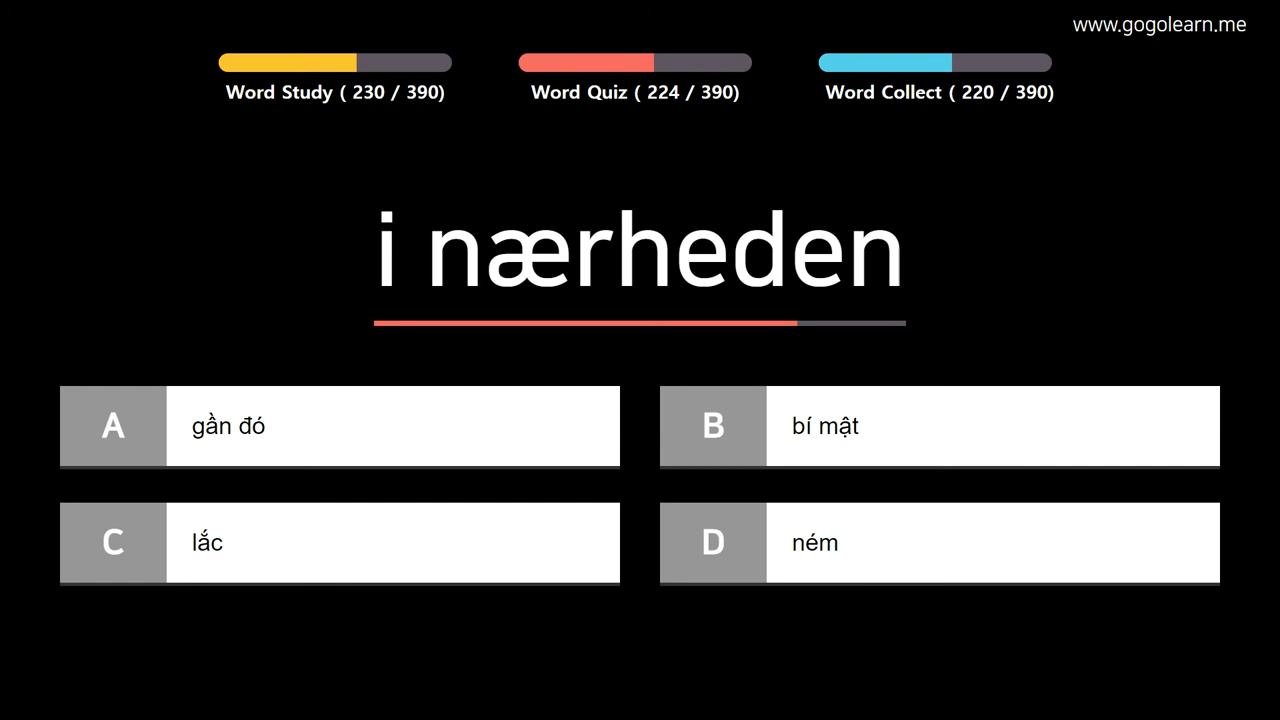 www.gogolearn.me
Word Study ( 230 / 390)
Word Quiz ( 224 / 390)
Word Collect ( 220 / 390)
i nærheden
A gần đó
B bí mật
C lắc
D ném